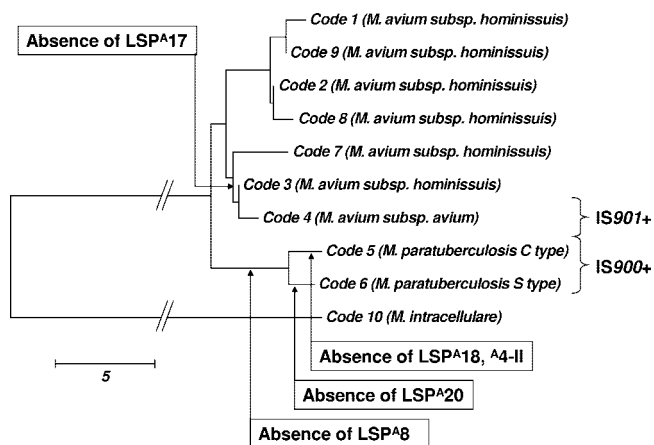 Absence of LSPᴬ17
Code 1 (M. avium subsp. hominissuis)
Code 9 (M. avium subsp. hominissuis)
Code 2 (M. avium subsp. hominissuis)
Code 8 (M. avium subsp. hominissuis)
Code 7 (M. avium subsp. hominissuis)
Code 3 (M. avium subsp. hominissuis)
Code 4 (M. avium subsp. avium)
IS901+
Code 5 (M. paratuberculosis C type)
IS900+
Code 6 (M. paratuberculosis S type)
Code 10 (M. intracellulare)
5
Absence of LSPᴬ18, ᴬ4-II
Absence of LSPᴬ20
Absence of LSPᴬ8